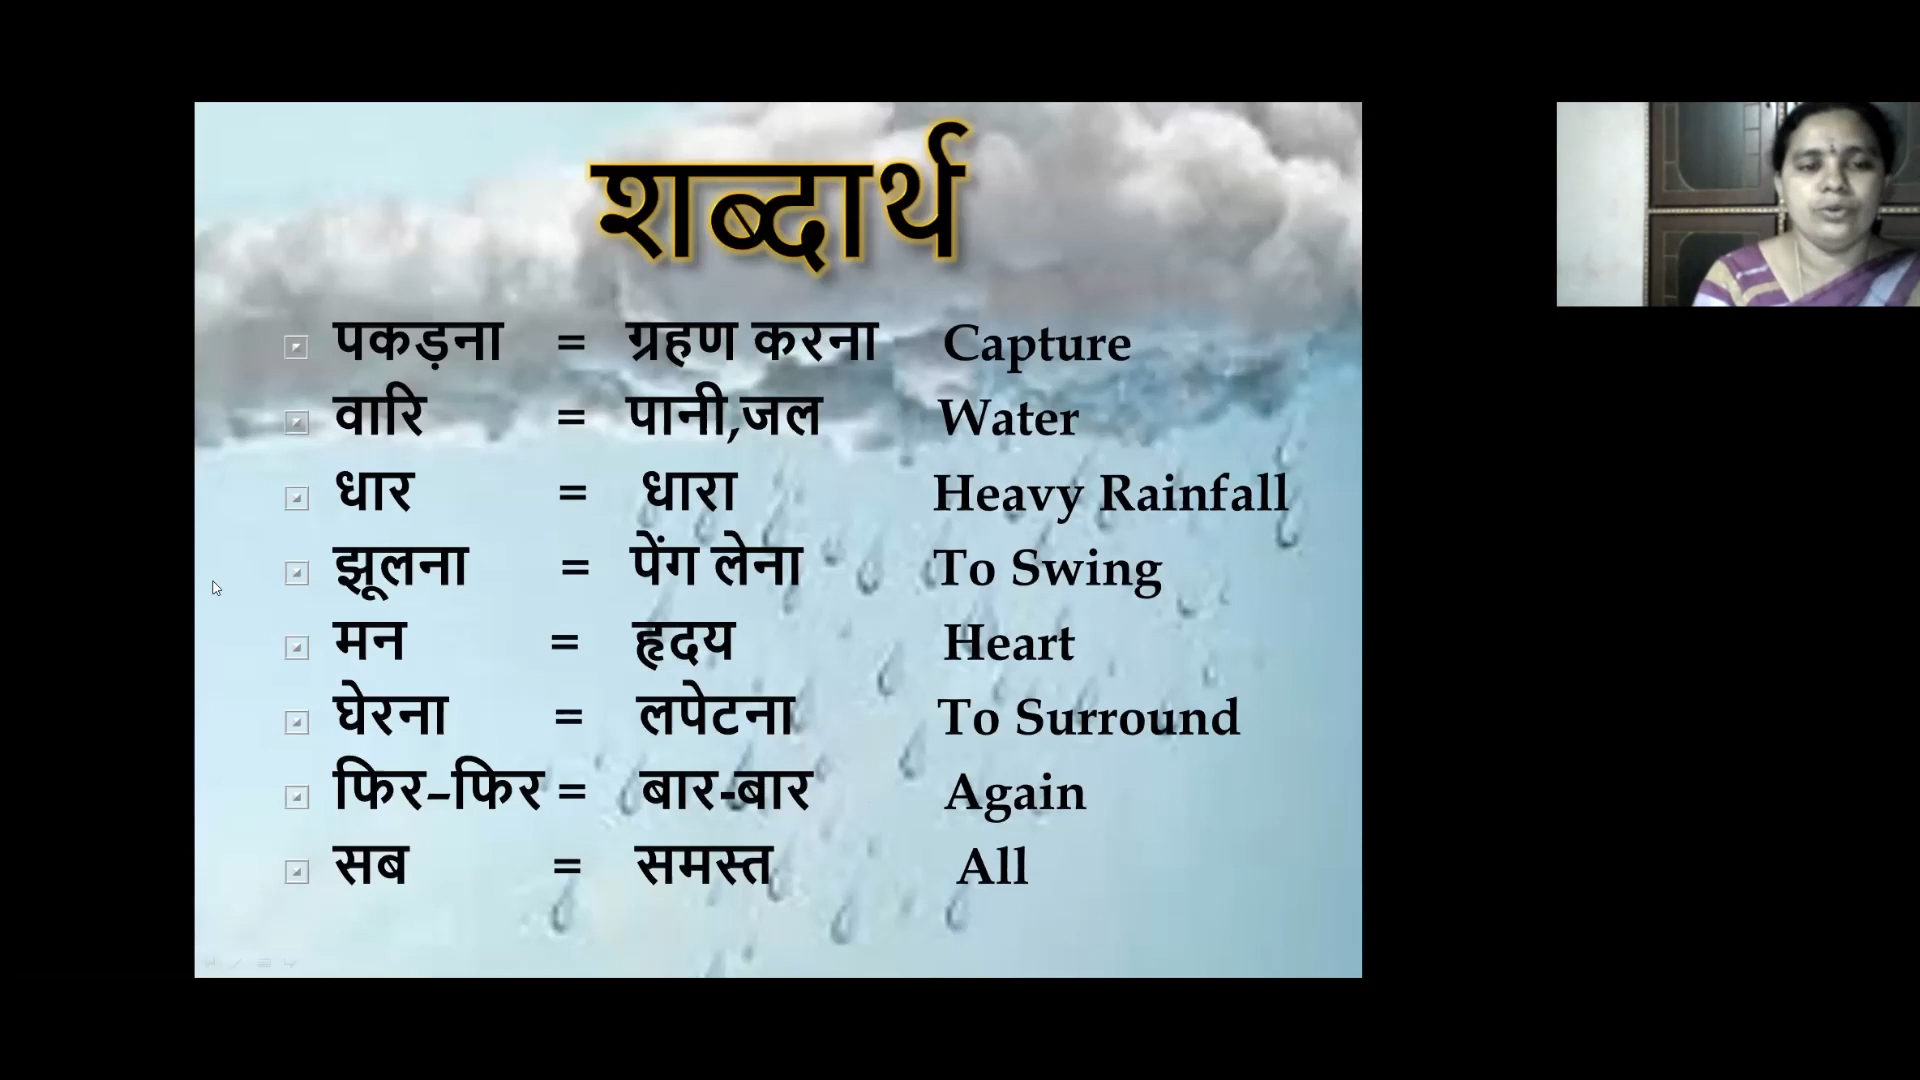 शब्दार्थ
पकड़ना = ग्रहण करना Capture
वारि = पानी,जल Water
धार = धारा Heavy Rainfall
झूलना = पेंग लेना To Swing
मन = हृदय Heart
घेरना = लपेटना To Surround
फिर–फिर = बार-बार Again
सब = समस्त All